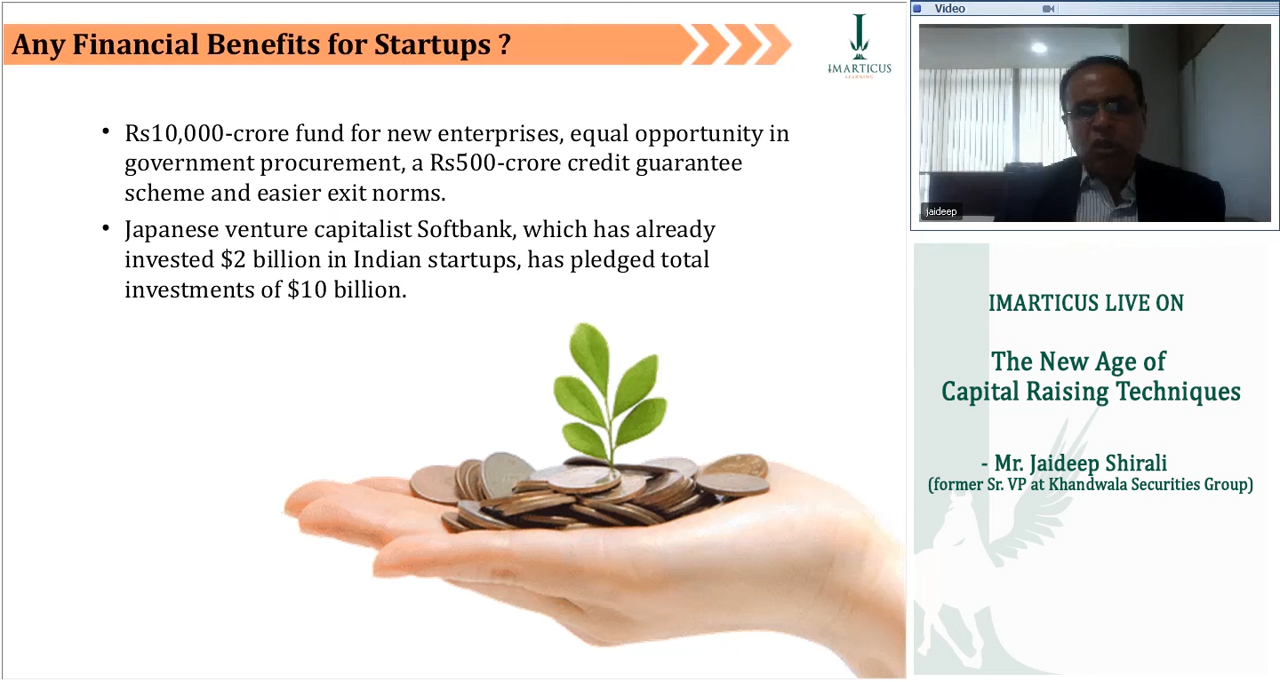 Any Financial Benefits for Startups ?
IMARTICUS
LEARNING
• Rs10,000-crore fund for new enterprises, equal opportunity in
government procurement, a Rs500-crore credit guarantee
scheme and easier exit norms.
• Japanese venture capitalist Softbank, which has already
invested $2 billion in Indian startups, has pledged total
investments of $10 billion.
Video
jaideep
IMARTICUS LIVE ON
The New Age of
Capital Raising Techniques
- Mr. Jaideep Shirali
(former Sr. VP at Khandwala Securities Group)